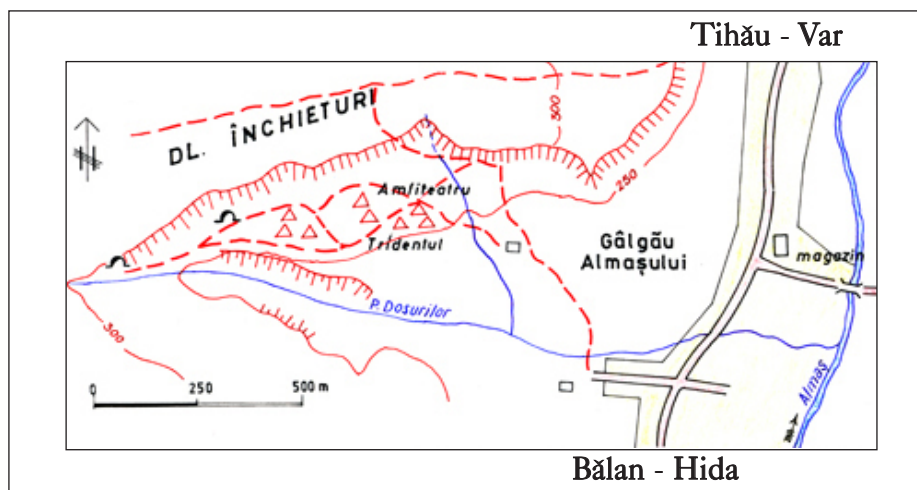 Tihău - Var
DL. ÎNCHIETURI
300
250
Amfiteatru
Tridentul
Gâlgău
Almașului
magazin
P. Dosurilor
300
0 250 500 m
Almaș
Bălan - Hida